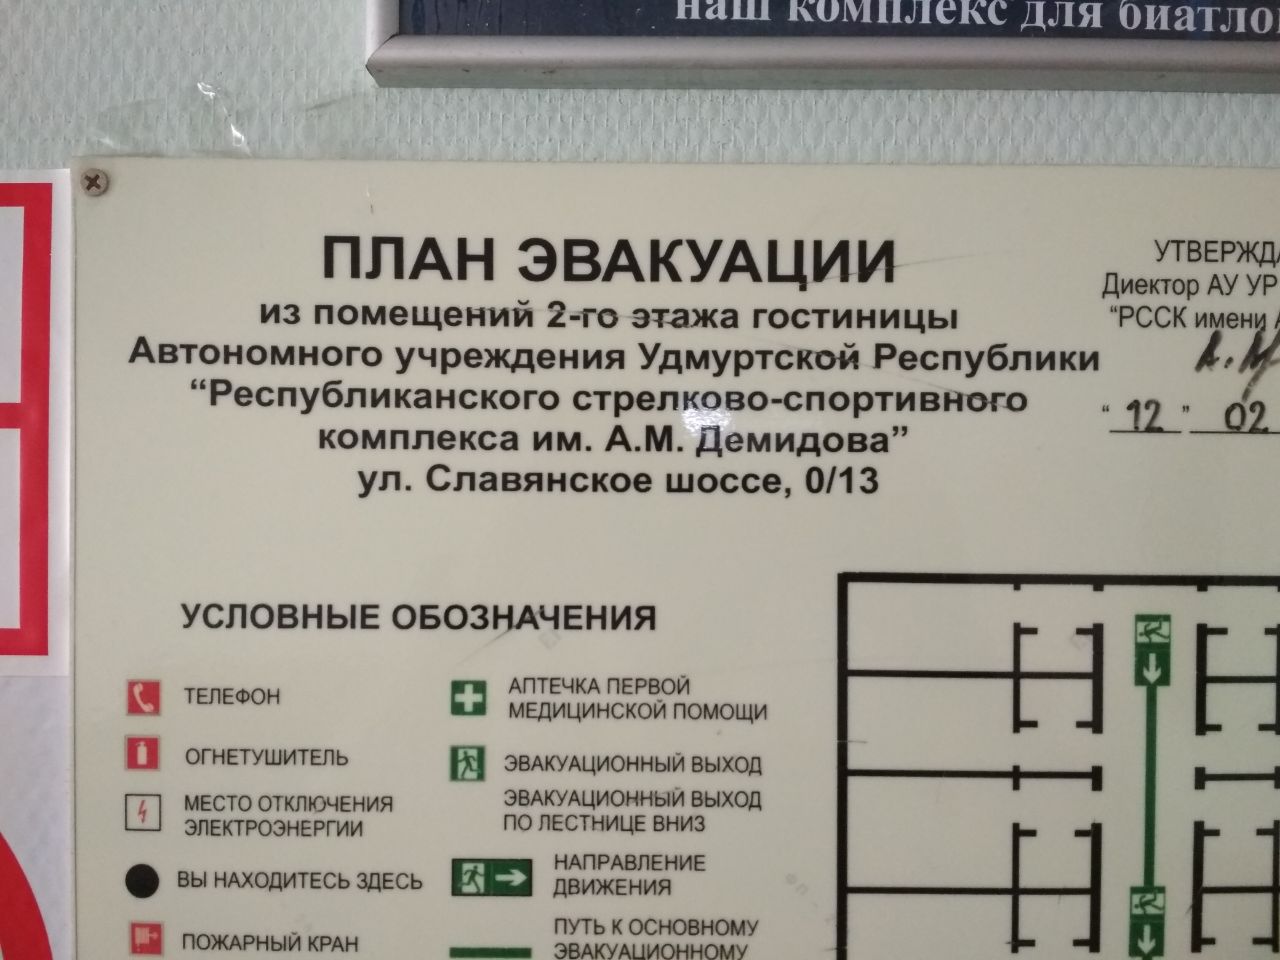 наш комплекс для
ПЛАН ЭВАКУАЦИИ
из помещений 2-го этажа гостиницы
Автономного учреждения Удмуртской Республики
“Республиканского стрелково-спортивного
комплекса им. А.М. Демидова”
ул. Славянское шоссе, 0/13
Диектор АУ УР
“РССК имени
“ 12 ” 02
УСЛОВНЫЕ ОБОЗНАЧЕНИЯ
ТЕЛЕФОН
ОГНЕТУШИТЕЛЬ
МЕСТО ОТКЛЮЧЕНИЯ
ЭЛЕКТРОЭНЕРГИИ
ВЫ НАХОДИТЕСЬ ЗДЕСЬ
ПОЖАРНЫЙ КРАН
АПТЕЧКА ПЕРВОЙ
МЕДИЦИНСКОЙ ПОМОЩИ
ЭВАКУАЦИОННЫЙ ВЫХОД
ЭВАКУАЦИОННЫЙ ВЫХОД
ПО ЛЕСТНИЦЕ ВНИЗ
НАПРАВЛЕНИЕ
ДВИЖЕНИЯ
ПУТЬ К ОСНОВНОМУ
ЭВАКУАЦИОННОМУ